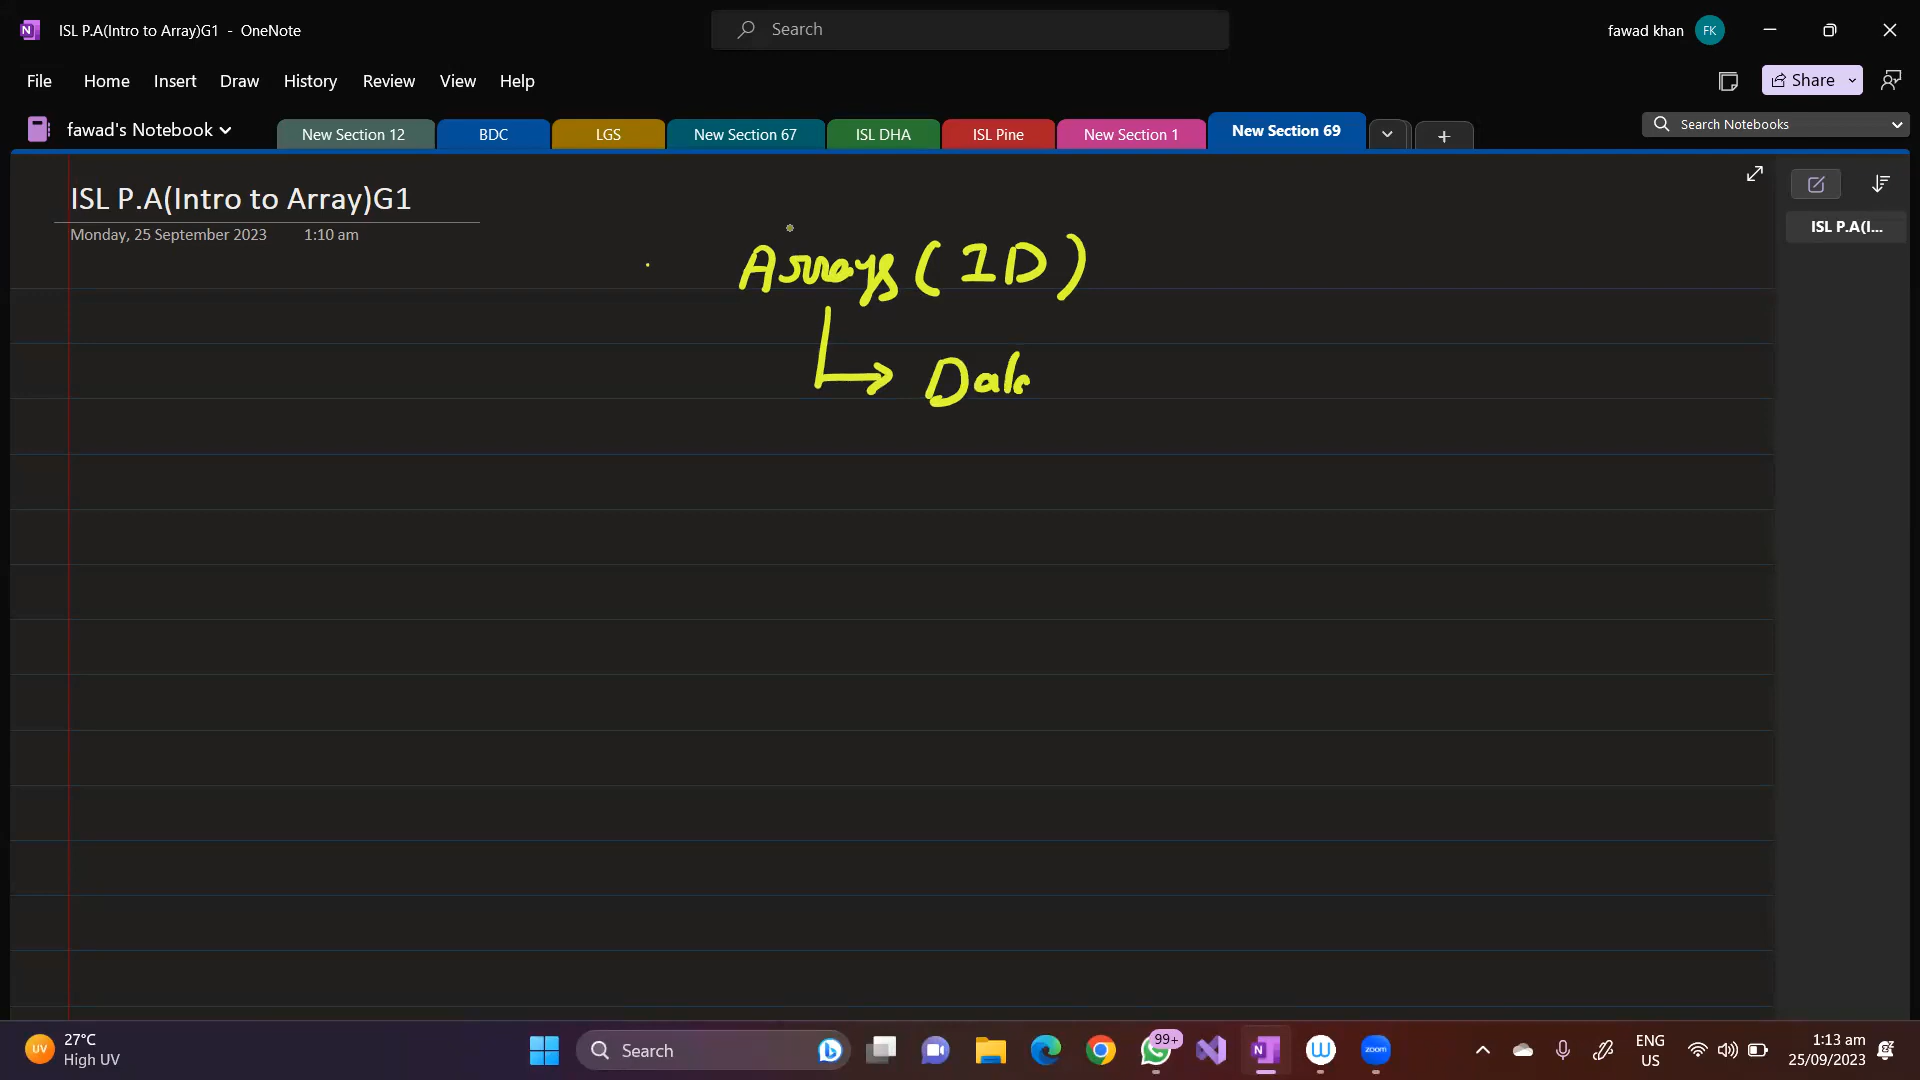 ISL P.A(Intro to Array)G1 - OneNote
Search
fawad khan
FK
File Home Insert Draw History Review View Help
Share
fawad's Notebook
New Section 12
BDC
LGS
New Section 67
ISL DHA
ISL Pine
New Section 1
New Section 69
Search Notebooks
ISL P.A(Intro to Array)G1
Monday, 25 September 2023 1:10 am
ISL P.A(I...
Arrays (1D)
UV
27°C
High UV
Search
99+
zoom
ENG
US
1:13 am
25/09/2023